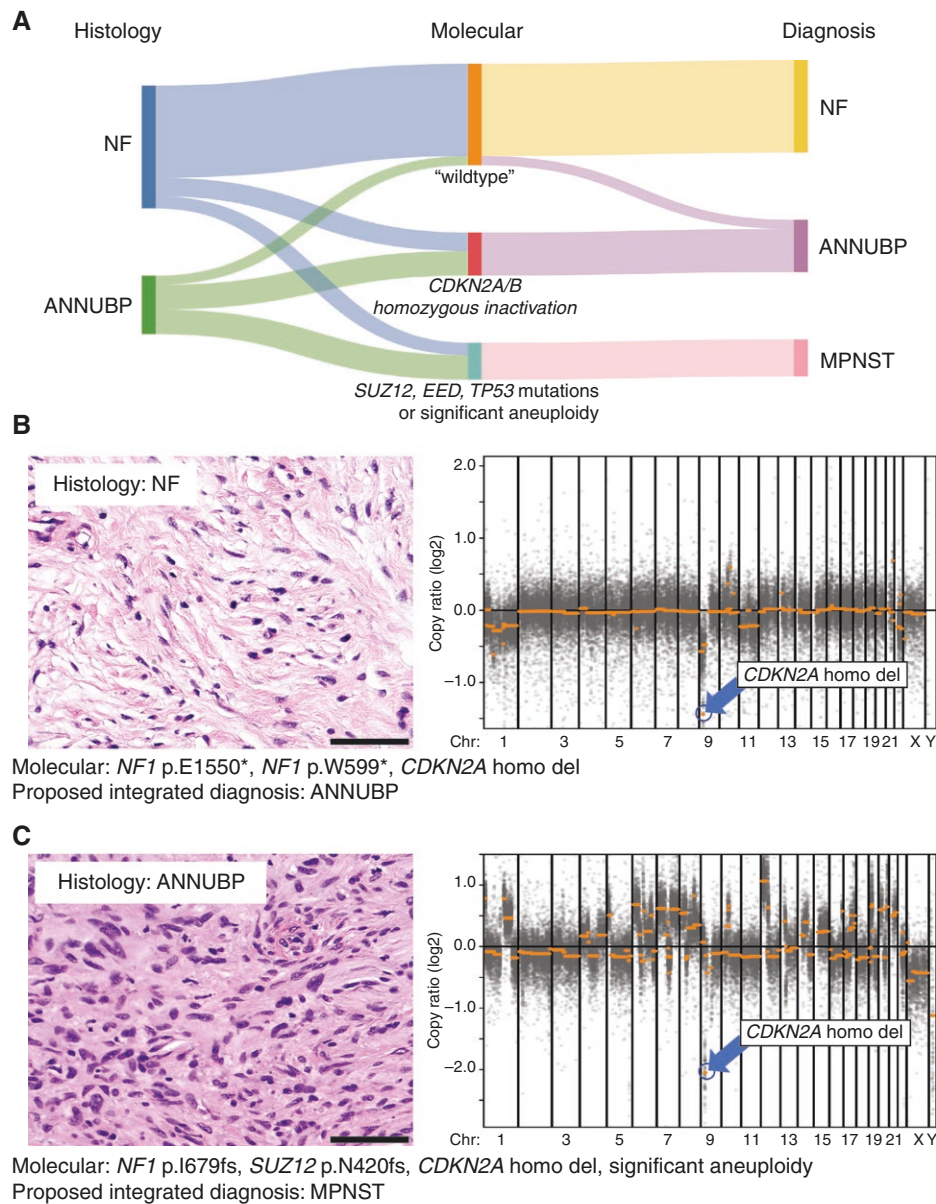 A
Histology
Molecular
Diagnosis
NF
NF
"wildtype"
ANNUBP
CDKN2A/B
homozygous inactivation
ANNUBP
MPNST
SUZ12, EED, TP53 mutations
or significant aneuploidy
B
Histology: NF
2.0
1.0
0.0
−1.0
Copy ratio (log2)
CDKN2A homo del
Chr: 1 3 5 7 9 11 13 15 17 19 21 X Y
Molecular: NF1 p.E1550*, NF1 p.W599*, CDKN2A homo del
Proposed integrated diagnosis: ANNUBP
C
Histology: ANNUBP
1.0
0.0
−1.0
−2.0
Copy ratio (log2)
CDKN2A homo del
Chr: 1 3 5 7 9 11 13 15 17 19 21 X Y
Molecular: NF1 p.I679fs, SUZ12 p.N420fs, CDKN2A homo del, significant aneuploidy
Proposed integrated diagnosis: MPNST